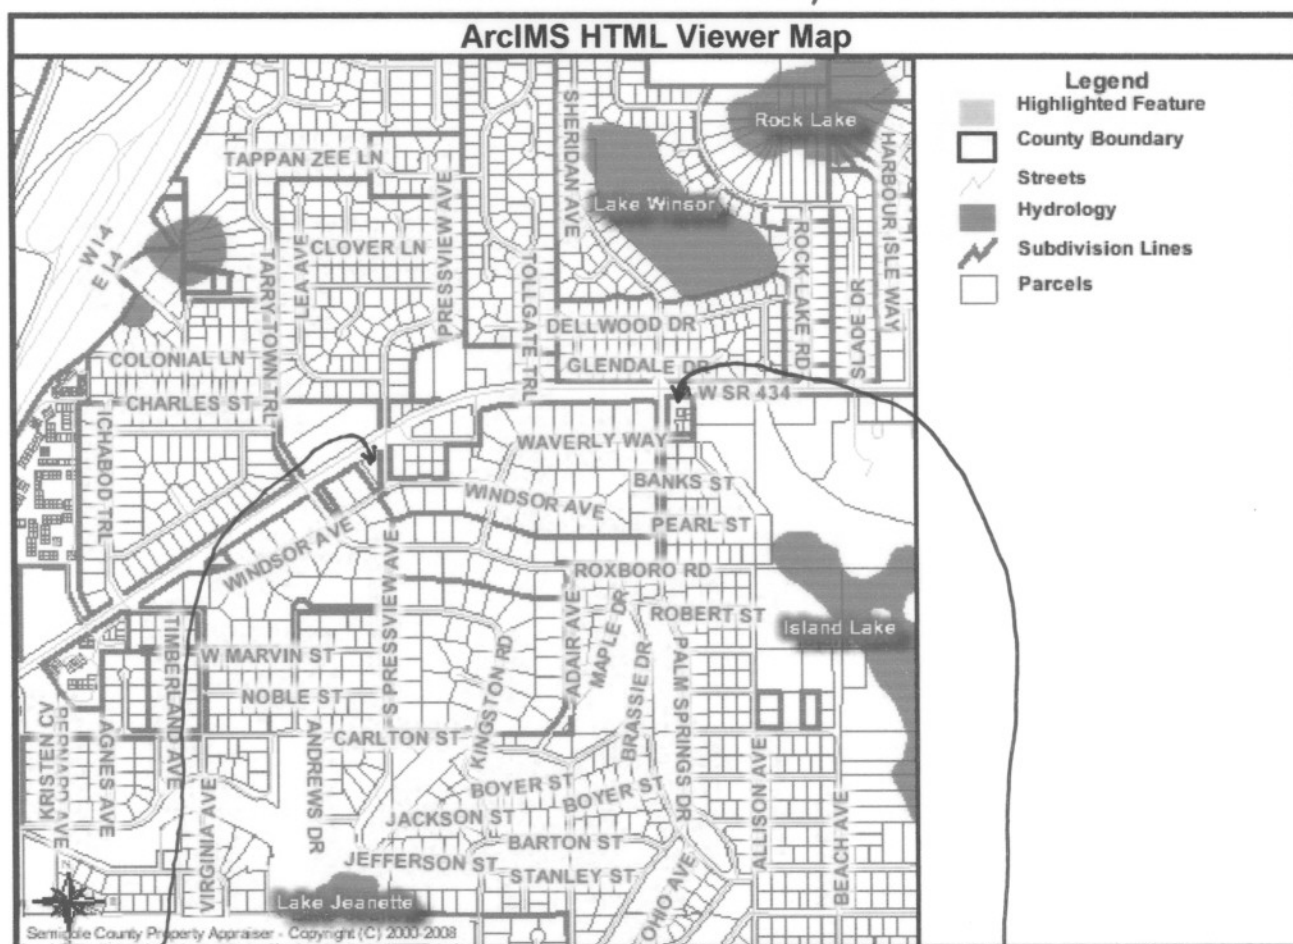 ArcIMS HTML Viewer Map
Legend
Highlighted Feature
County Boundary
Streets
Hydrology
Subdivision Lines
Parcels
Rock Lake
Lake Winsor
SHERIDAN AVE
HARBOUR ISLE WAY
TAPPAN ZEE LN
PRESSVIEW AVE
CLOVER LN
W I-4
E I-4
TARRY TOWN TRL
LEA AVE
TOLLGATE TRL
ROCK LAKE RD
SLADE DR
DELLWOOD DR
COLONIAL LN
GLENDALE DR
CHARLES ST
W SR 434
ICHABOD TRL
WAVERLY WAY
BANKS ST
WINDSOR AVE
PEARL ST
WINDSOR AVE
S PRESSVIEW AVE
ROXBORO RD
ADAIR AVE
MAPLE DR
ROBERT ST
Island Lake
TIMBERLAND AVE
W MARVIN ST
KINGSTON RD
BRASSIE DR
PALM SPRINGS DR
NOBLE ST
KRISTEN CV
BERNARD AVE
AGNES AVE
ANDREWS DR
CARLTON ST
VIRGINIA AVE
BOYER ST
BOYER ST
ALLISON AVE
BEACH AVE
JACKSON ST
BARTON ST
JEFFERSON ST
STANLEY ST
OHIO AVE
Lake Jeanette
Seminole County Property Appraiser - Copyright (C) 2000-2008